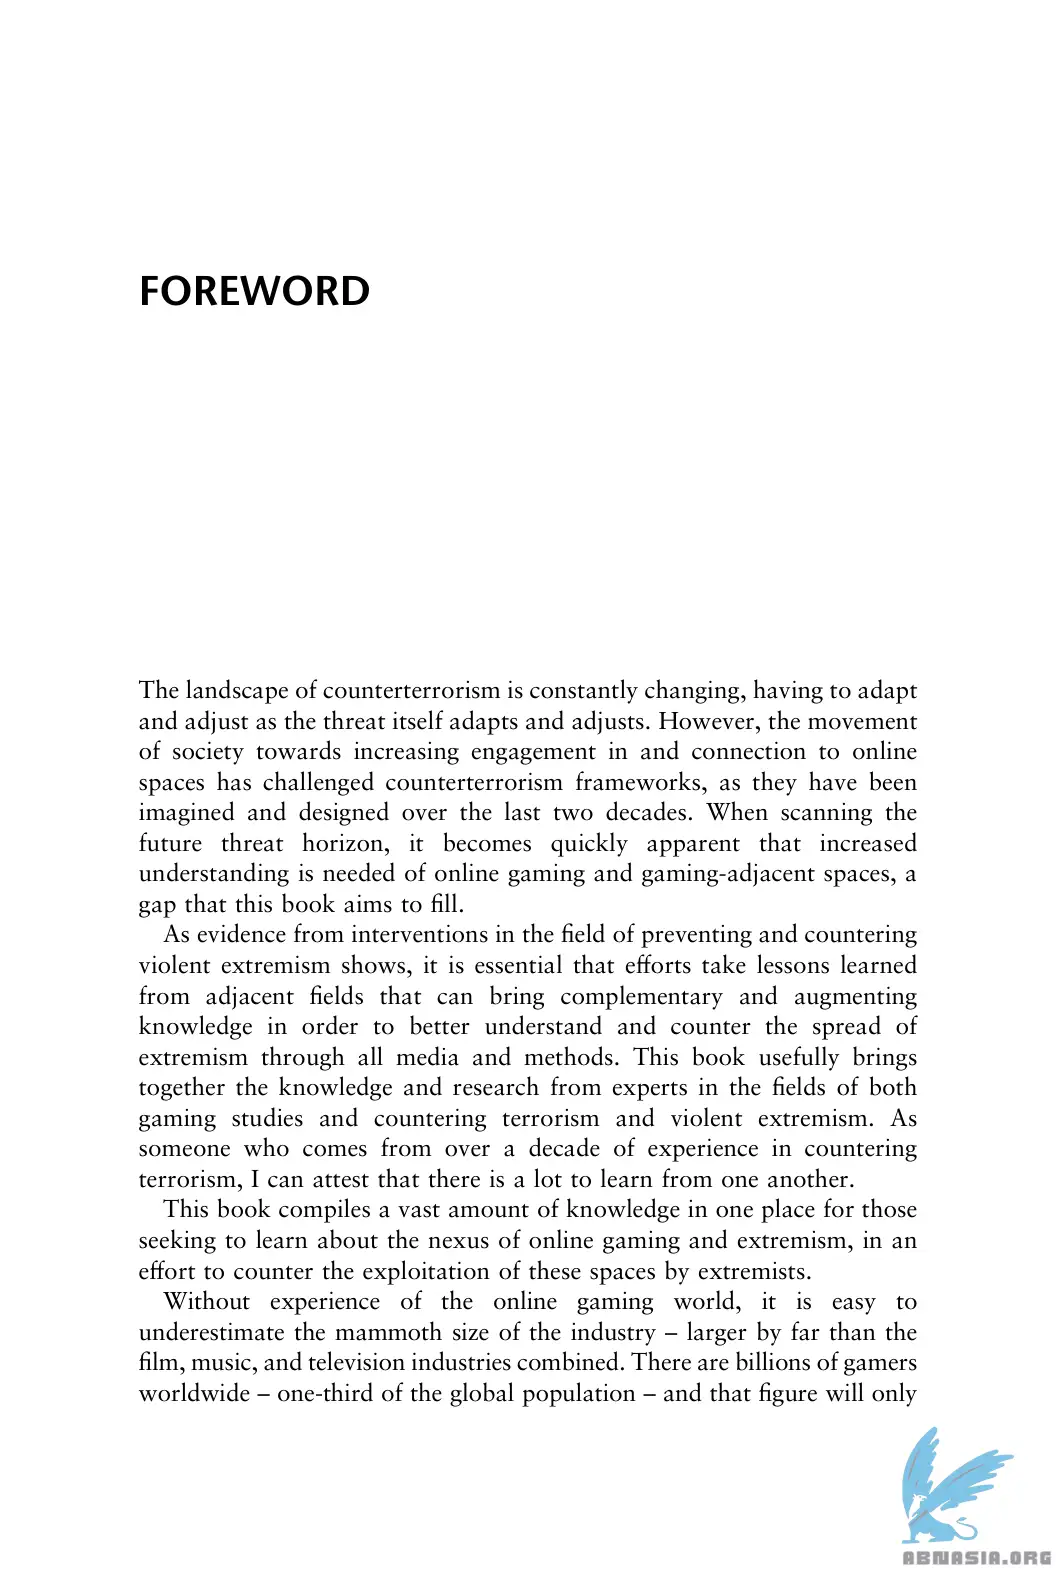 FOREWORD
The landscape of counterterrorism is constantly changing, having to adapt
and adjust as the threat itself adapts and adjusts. However, the movement
of society towards increasing engagement in and connection to online
spaces has challenged counterterrorism frameworks, as they have been
imagined and designed over the last two decades. When scanning the
future threat horizon, it becomes quickly apparent that increased
understanding is needed of online gaming and gaming-adjacent spaces, a
gap that this book aims to fill.
As evidence from interventions in the field of preventing and countering
violent extremism shows, it is essential that efforts take lessons learned
from adjacent fields that can bring complementary and augmenting
knowledge in order to better understand and counter the spread of
extremism through all media and methods. This book usefully brings
together the knowledge and research from experts in the fields of both
gaming studies and countering terrorism and violent extremism. As
someone who comes from over a decade of experience in countering
terrorism, I can attest that there is a lot to learn from one another.
This book compiles a vast amount of knowledge in one place for those
seeking to learn about the nexus of online gaming and extremism, in an
effort to counter the exploitation of these spaces by extremists.
Without experience of the online gaming world, it is easy to
underestimate the mammoth size of the industry – larger by far than the
film, music, and television industries combined. There are billions of gamers
worldwide – one-third of the global population – and that figure will only
ABNASIA.ORG